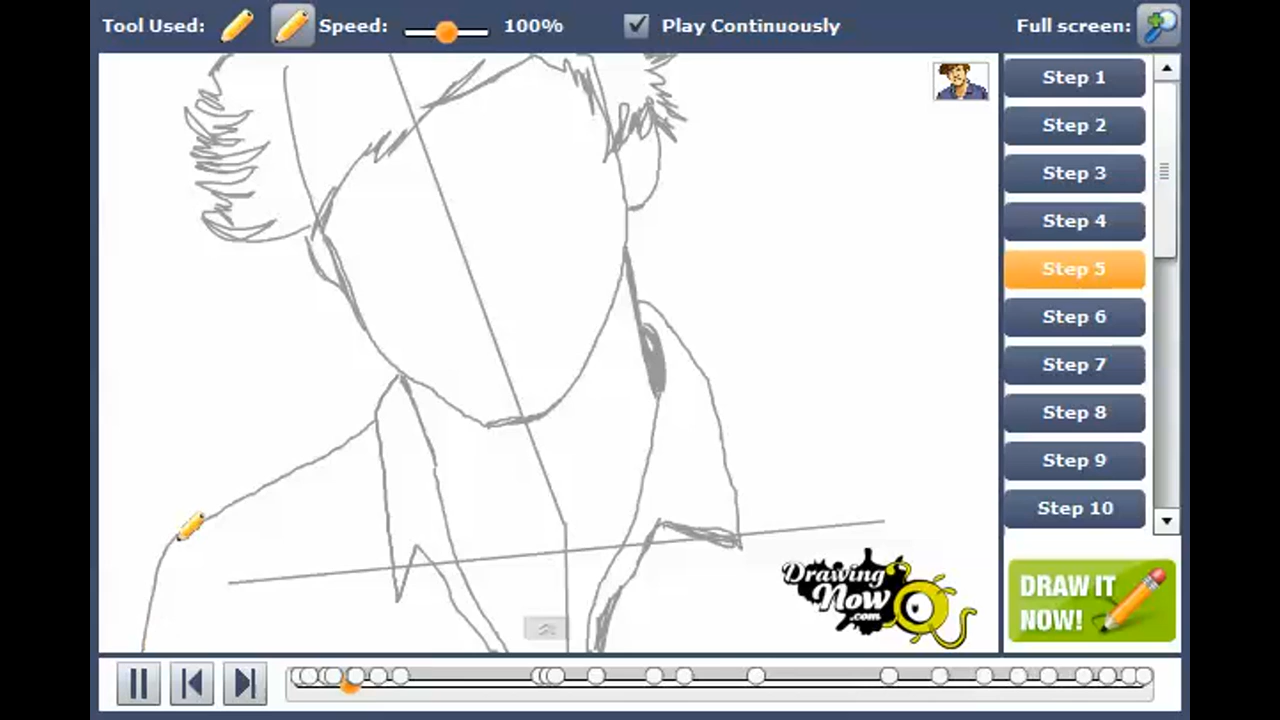 Tool Used:
Speed:
100%
Play Continuously
Full screen:
Step 1
Step 2
Step 3
Step 4
Step 5
Step 6
Step 7
Step 8
Step 9
Step 10
Drawing
Now
.com
DRAW IT
NOW!